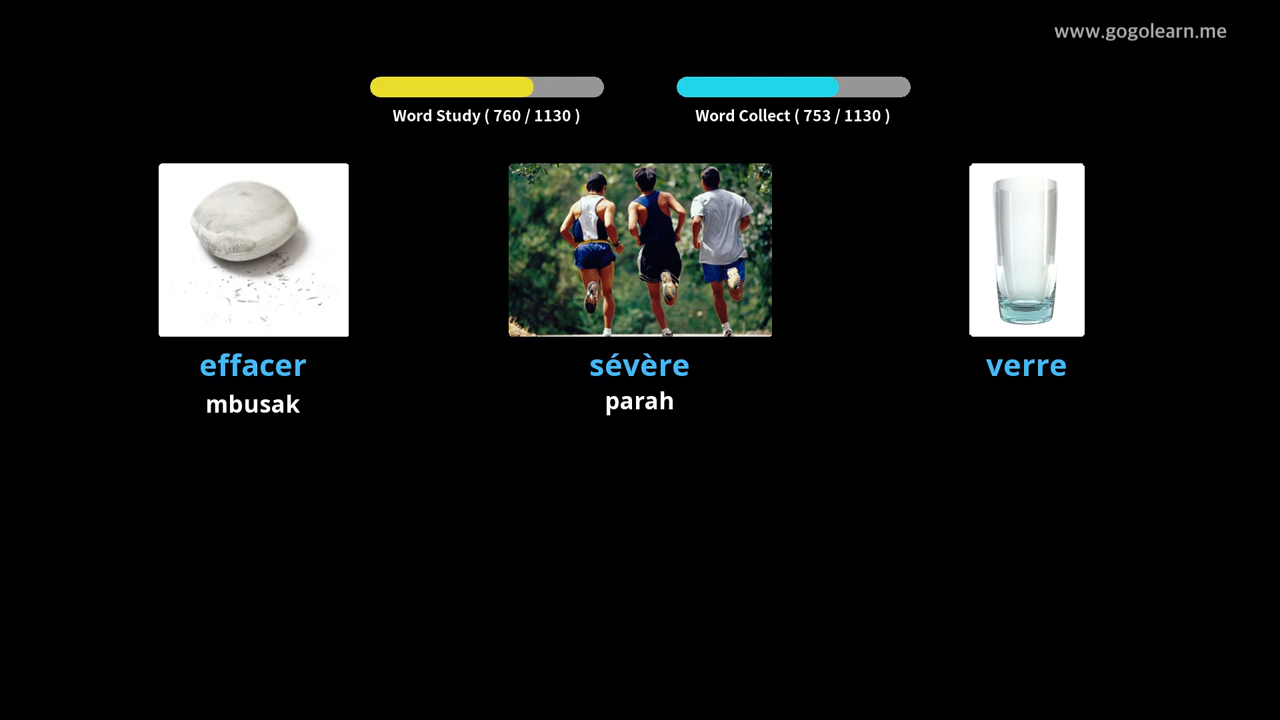 www.gogolearn.me
Word Study ( 760 / 1130 )
Word Collect ( 753 / 1130 )
effacer
mbusak
sévère
parah
verre